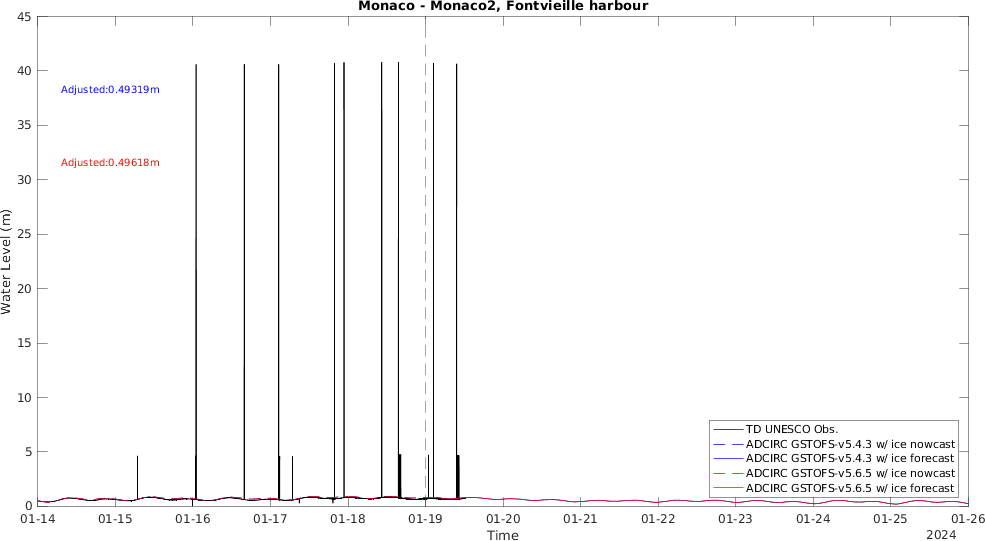 Monaco - Monaco2, Fontvieille harbour
45
40
35
30
25
20
15
10
5
0
Water Level (m)
Adjusted:0.49319m
Adjusted:0.49618m
TD UNESCO Obs.
ADCIRC GSTOFS-v5.4.3 w/ ice nowcast
ADCIRC GSTOFS-v5.4.3 w/ ice forecast
ADCIRC GSTOFS-v5.6.5 w/ ice nowcast
ADCIRC GSTOFS-v5.6.5 w/ ice forecast
01-14 01-15 01-16 01-17 01-18 01-19 01-20 01-21 01-22 01-23 01-24 01-25 01-26
Time
2024